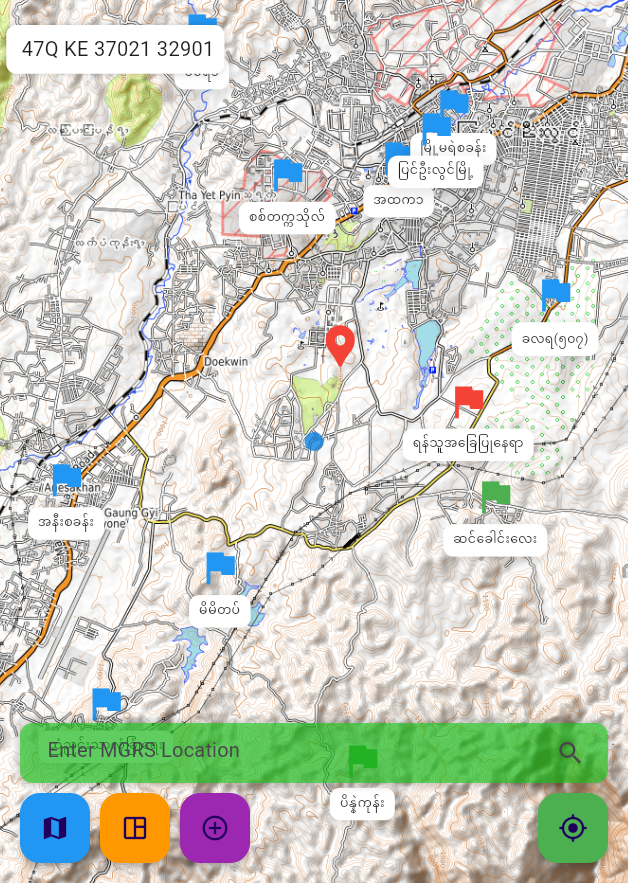 47Q KE 37021 32901
မြို့မရဲစခန်း
ပြင်ဦးလွင်မြို့
အထက၁
Tha Yet Pyin
စစ်တက္ကသိုလ်
ခလရ(၅၀၇)
Doekwin
ရန်သူအခြေပြုနေရာ
Anesakhan
အနီးစခန်း
Gaung Gyi
ဆင်ခေါင်းလေး
မိမိတပ်
Enter MGRS Location
ပိန္နဲကုန်း